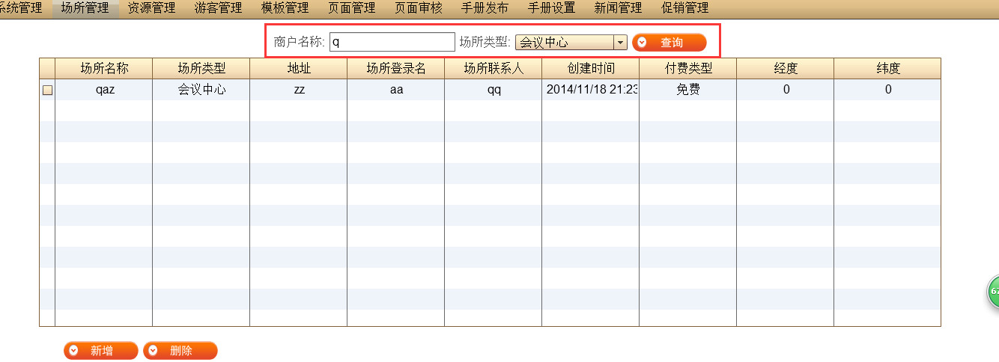 系统管理 场所管理 资源管理 游客管理 模板管理 页面管理 页面审核 手册发布 手册设置 新闻管理 促销管理
商户名称: q 场所类型: 会议中心 查询
场所名称 场所类型 地址 场所登录名 场所联系人 创建时间 付费类型 经度 纬度
qaz 会议中心 zz aa qq 2014/11/18 21:23 免费 0 0
新增 删除